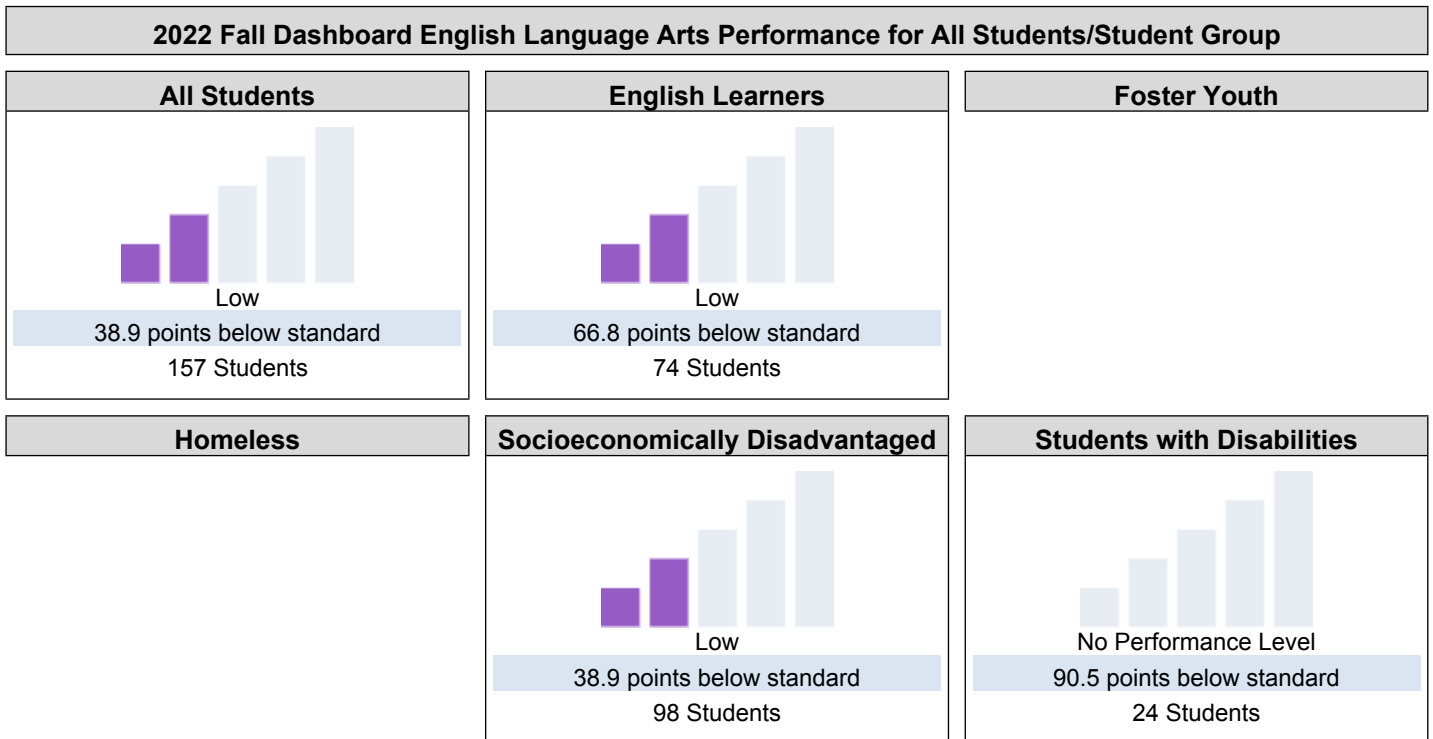 2022 Fall Dashboard English Language Arts Performance for All Students/Student Group
All Students
Low
38.9 points below standard
157 Students
English Learners
Low
66.8 points below standard
74 Students
Foster Youth
Homeless
Socioeconomically Disadvantaged
Low
38.9 points below standard
98 Students
Students with Disabilities
No Performance Level
90.5 points below standard
24 Students